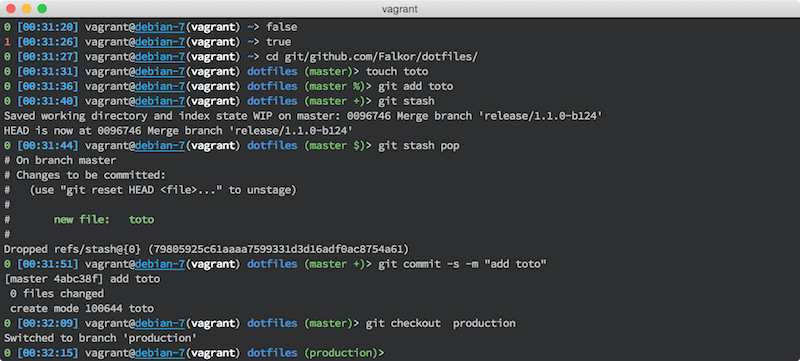 vagrant
0 [00:31:20] vagrant@debian-7(vagrant) ~> false
1 [00:31:26] vagrant@debian-7(vagrant) ~> true
0 [00:31:27] vagrant@debian-7(vagrant) ~> cd git/github.com/Falkor/dotfiles/
0 [00:31:31] vagrant@debian-7(vagrant) dotfiles (master)> touch toto
0 [00:31:36] vagrant@debian-7(vagrant) dotfiles (master %)> git add toto
0 [00:31:40] vagrant@debian-7(vagrant) dotfiles (master +)> git stash
Saved working directory and index state WIP on master: 0096746 Merge branch 'release/1.1.0-b124'
HEAD is now at 0096746 Merge branch 'release/1.1.0-b124'
0 [00:31:44] vagrant@debian-7(vagrant) dotfiles (master $)> git stash pop
# On branch master
# Changes to be committed:
#   (use "git reset HEAD <file>..." to unstage)
#
#       new file:   toto
#
Dropped refs/stash@{0} (79805925c61aaaa7599331d3d16adf0ac8754a61)
0 [00:31:51] vagrant@debian-7(vagrant) dotfiles (master +)> git commit -s -m "add toto"
[master 4abc38f] add toto
 0 files changed
 create mode 100644 toto
0 [00:32:09] vagrant@debian-7(vagrant) dotfiles (master)> git checkout  production
Switched to branch 'production'
0 [00:32:15] vagrant@debian-7(vagrant) dotfiles (production)>